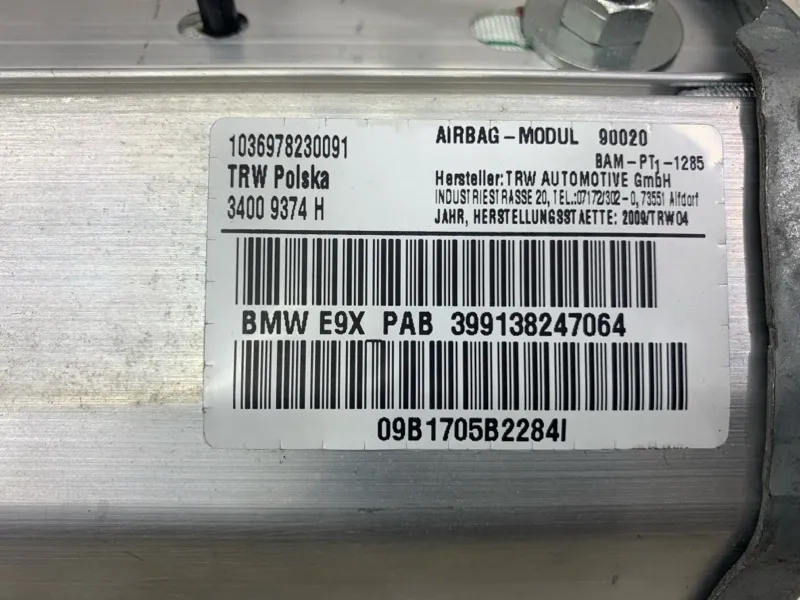 1036978230091
TRW Polska
3400 9374 H
AIRBAG-MODUL 90020
BAM-PT1-1285
Hersteller: TRW AUTOMOTIVE GmbH
INDUSTRIESTRASSE 20, TEL.:07172/302-0, 73551 Alfdorf
JAHR, HERSTELLUNGSSTAETTE: 2009/TRW04
BMW E9X PAB 399138247064
09B1705B2284I